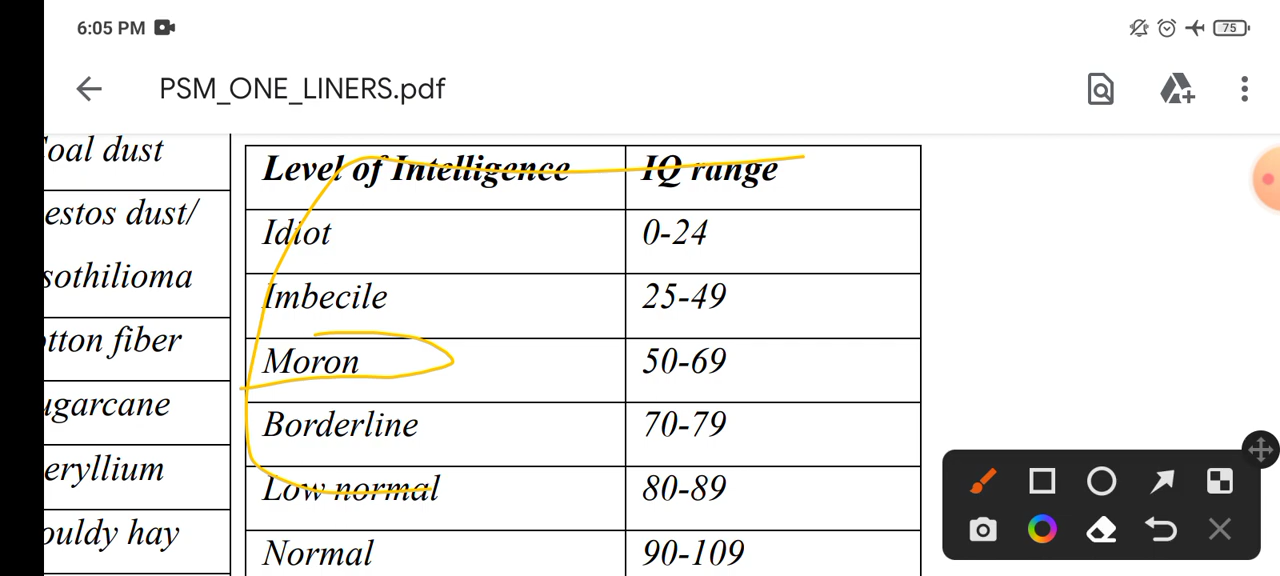 6:05 PM
75
PSM_ONE_LINERS.pdf
oal dust
estos dust/
sothilioma
tton fiber
ugarcane
eryllium
ouldy hay
Level of Intelligence IQ range
Idiot 0-24
Imbecile 25-49
Moron 50-69
Borderline 70-79
Low normal 80-89
Normal 90-109